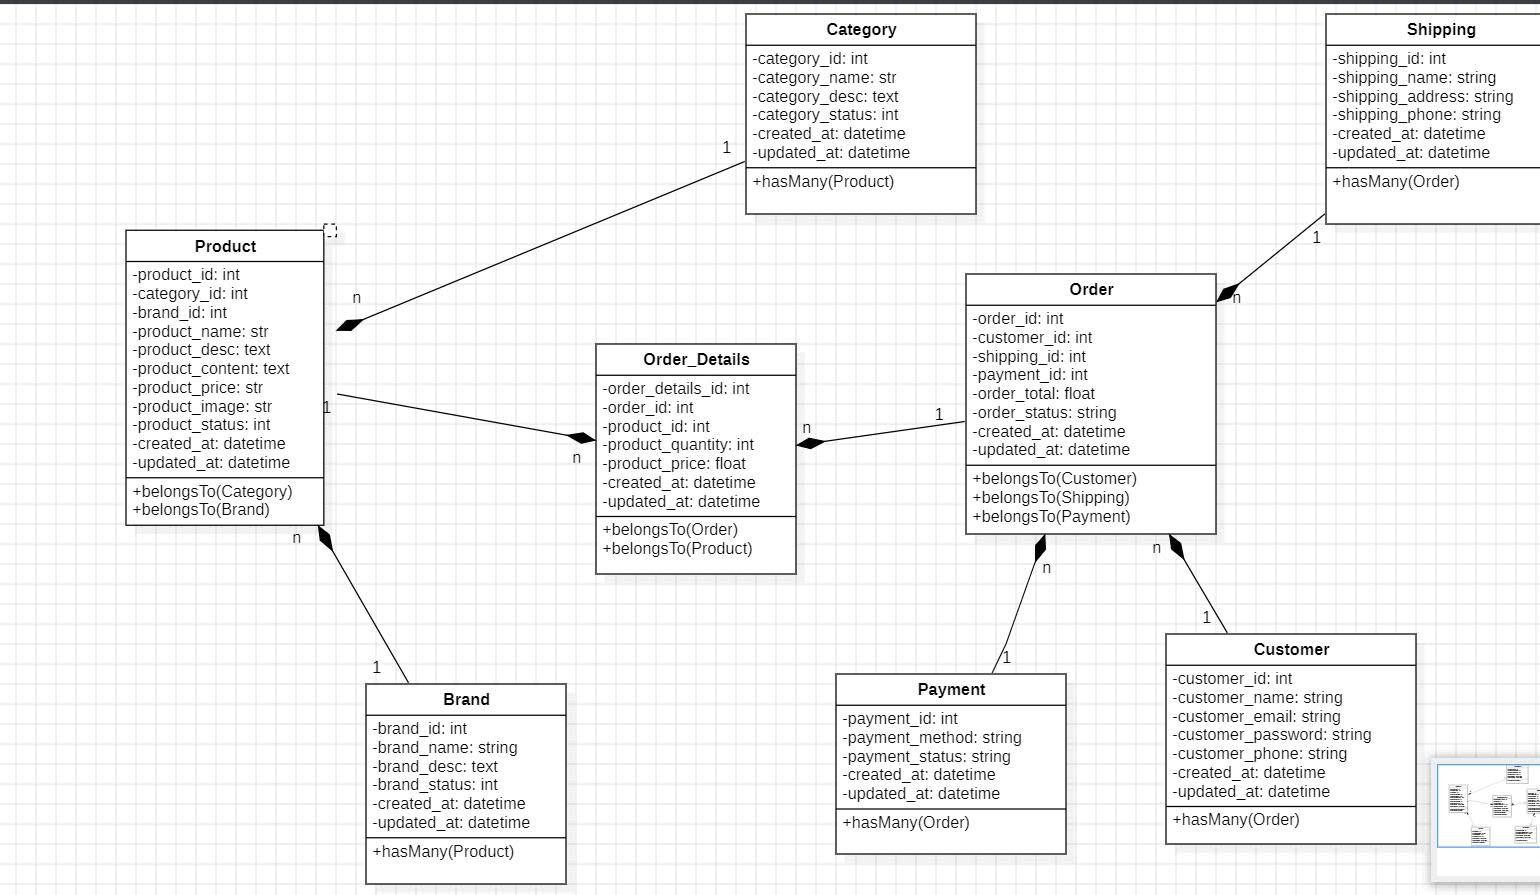 Category
-category_id: int
-category_name: str
-category_desc: text
-category_status: int
-created_at: datetime
-updated_at: datetime
+hasMany(Product)
1
n
Shipping
-shipping_id: int
-shipping_name: string
-shipping_address: string
-shipping_phone: string
-created_at: datetime
-updated_at: datetime
+hasMany(Order)
1
n
Product
-product_id: int
-category_id: int
-brand_id: int
-product_name: str
-product_desc: text
-product_content: text
-product_price: str
-product_image: str
-product_status: int
-created_at: datetime
-updated_at: datetime
+belongsTo(Category)
+belongsTo(Brand)
1
n
Order_Details
-order_details_id: int
-order_id: int
-product_id: int
-product_quantity: int
-product_price: float
-created_at: datetime
-updated_at: datetime
+belongsTo(Order)
+belongsTo(Product)
n
1
Order
-order_id: int
-customer_id: int
-shipping_id: int
-payment_id: int
-order_total: float
-order_status: string
-created_at: datetime
-updated_at: datetime
+belongsTo(Customer)
+belongsTo(Shipping)
+belongsTo(Payment)
n
1
Brand
-brand_id: int
-brand_name: string
-brand_desc: text
-brand_status: int
-created_at: datetime
-updated_at: datetime
+hasMany(Product)
n
1
Payment
-payment_id: int
-payment_method: string
-payment_status: string
-created_at: datetime
-updated_at: datetime
+hasMany(Order)
n
1
Customer
-customer_id: int
-customer_name: string
-customer_email: string
-customer_password: string
-customer_phone: string
-created_at: datetime
-updated_at: datetime
+hasMany(Order)